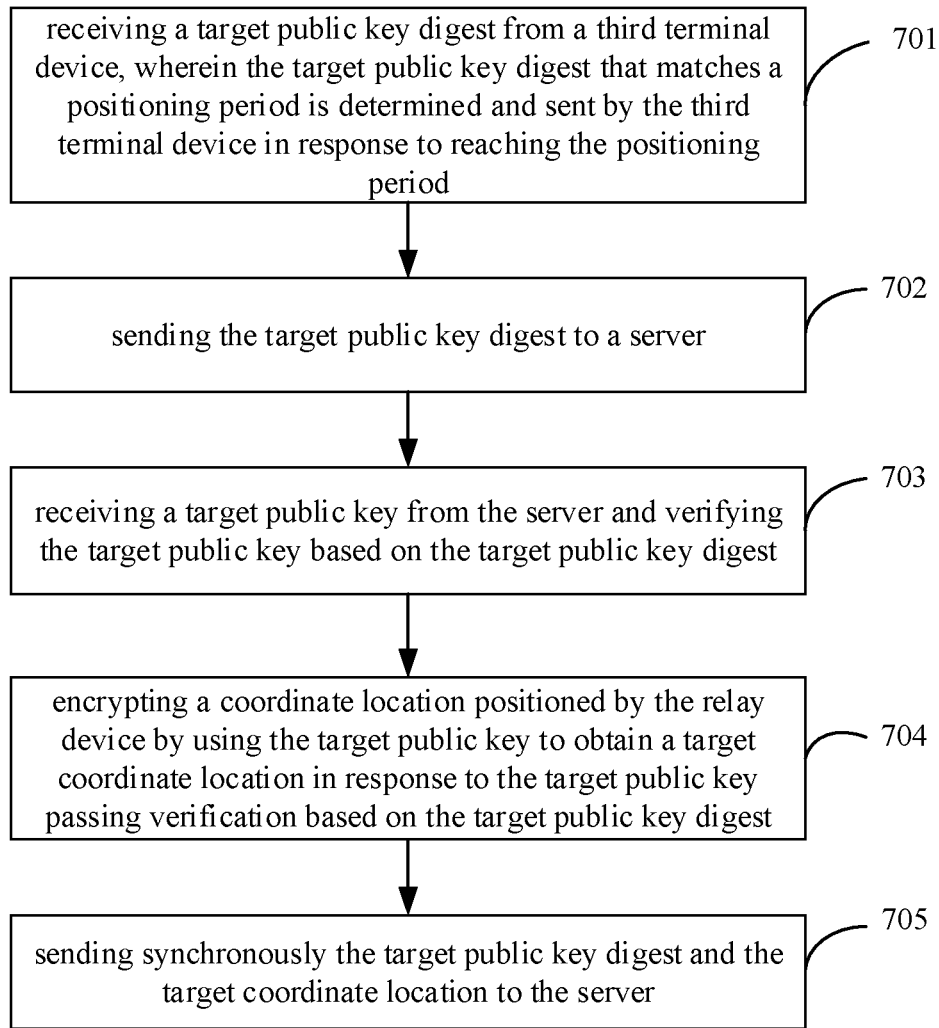 receiving a target public key digest from a third terminal
device, wherein the target public key digest that matches a
positioning period is determined and sent by the third
terminal device in response to reaching the positioning
period
701
sending the target public key digest to a server
702
receiving a target public key from the server and verifying
the target public key based on the target public key digest
703
encrypting a coordinate location positioned by the relay
device by using the target public key to obtain a target
coordinate location in response to the target public key
passing verification based on the target public key digest
704
sending synchronously the target public key digest and the
target coordinate location to the server
705